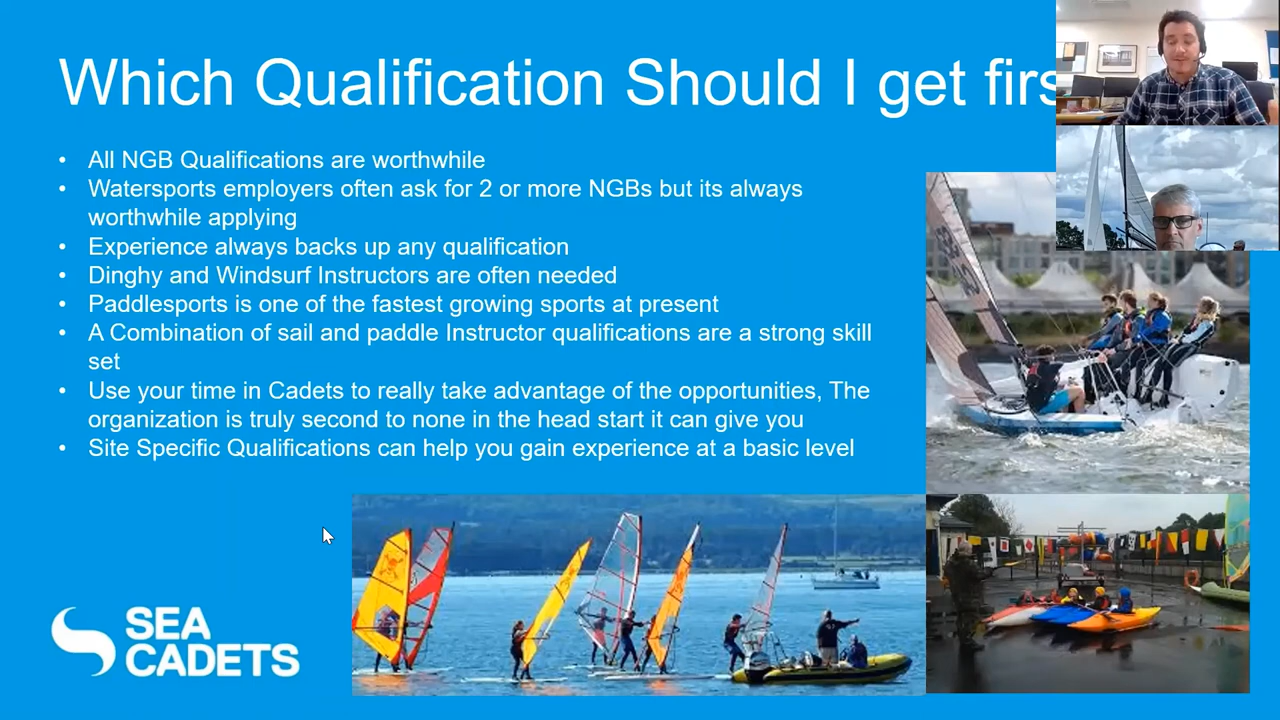 Which Qualification Should I get firs
• All NGB Qualifications are worthwhile
• Watersports employers often ask for 2 or more NGBs but its always
worthwhile applying
• Experience always backs up any qualification
• Dinghy and Windsurf Instructors are often needed
• Paddlesports is one of the fastest growing sports at present
• A Combination of sail and paddle Instructor qualifications are a strong skill
set
• Use your time in Cadets to really take advantage of the opportunities, The
organization is truly second to none in the head start it can give you
• Site Specific Qualifications can help you gain experience at a basic level
SEA
CADETS